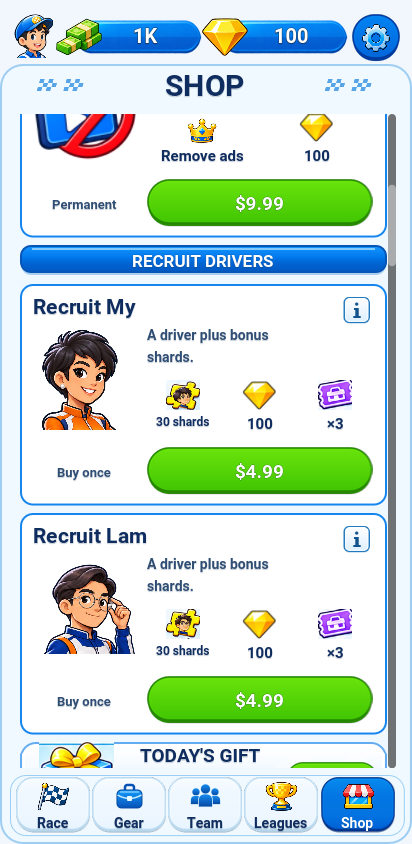 1K
100
SHOP
Remove ads
100
Permanent
$9.99
RECRUIT DRIVERS
Recruit My
i
A driver plus bonus
shards.
30 shards
100
×3
Buy once
$4.99
Recruit Lam
i
A driver plus bonus
shards.
30 shards
100
×3
Buy once
$4.99
TODAY'S GIFT
Race
Gear
Team
Leagues
Shop